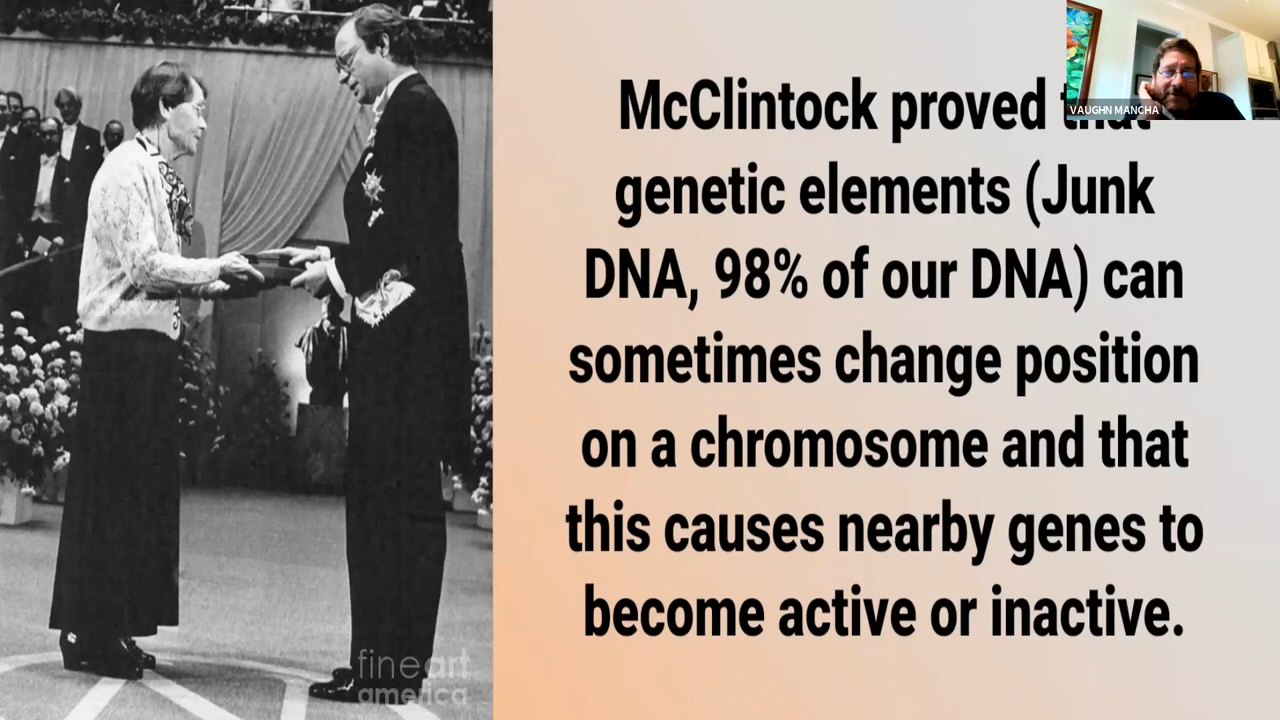 McClintock proved that
genetic elements (Junk
DNA, 98% of our DNA) can
sometimes change position
on a chromosome and that
this causes nearby genes to
become active or inactive.
VAUGHN MANCHA
fineart
america